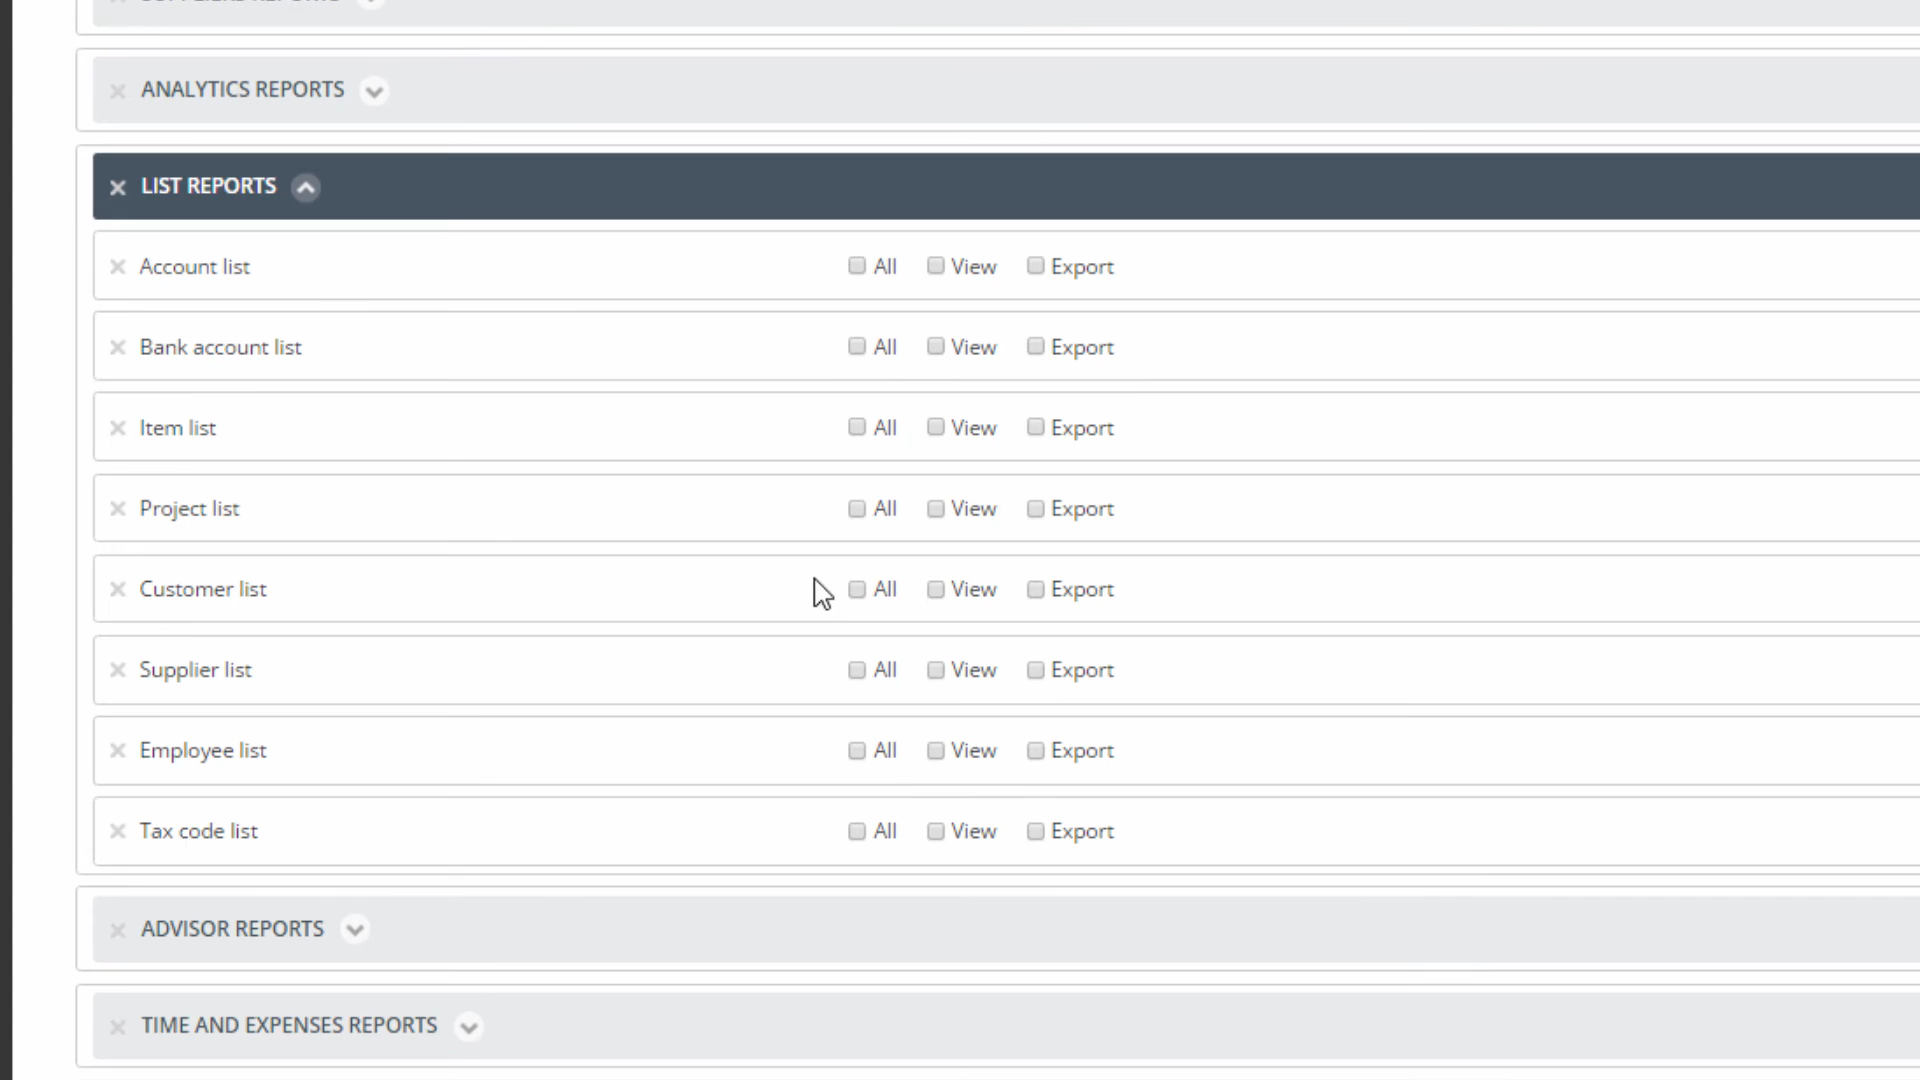 ANALYTICS REPORTS
LIST REPORTS
Account list All View Export
Bank account list All View Export
Item list All View Export
Project list All View Export
Customer list All View Export
Supplier list All View Export
Employee list All View Export
Tax code list All View Export
ADVISOR REPORTS
TIME AND EXPENSES REPORTS